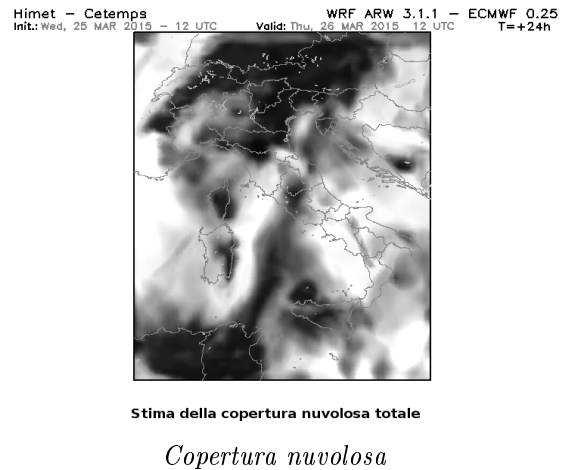 Himet – Cetemps WRF ARW 3.1.1 – ECMWF 0.25
Init.: Wed, 25 MAR 2015 – 12 UTC Valid: Thu, 26 MAR 2015 – 12 UTC T=+24h
Stima della copertura nuvolosa totale
Copertura nuvolosa